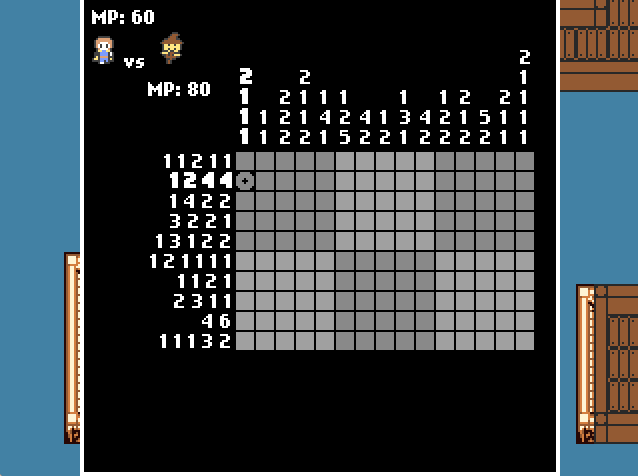 MP: 60
vs
MP: 80
2
2 2 1
1 2 1 1 1 1 1 2 2 1
1 1 2 1 4 2 4 1 3 4 2 1 5 1 1
1 2 2 2 2 5 2 2 1 2 2 2 2 1 1
1 1 2 1 1
1 2 4 4
1 4 2 2
3 2 2 1
1 3 1 2 2
1 2 1 1 1 1
1 1 2 1
2 3 1 1
4 6
1 1 1 3 2